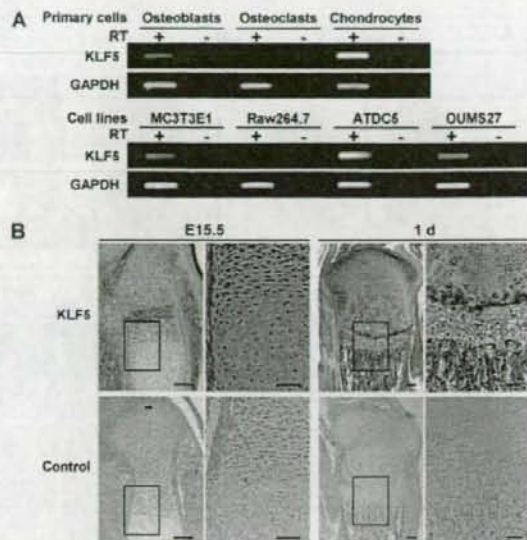 A
Primary cells Osteoblasts Osteoclasts Chondrocytes
RT + - + - + -
KLF5
GAPDH
Cell lines MC3T3E1 Raw264.7 ATDC5 OUMS27
RT + - + - + - + -
KLF5
GAPDH
B
E15.5 1 d
KLF5
Control